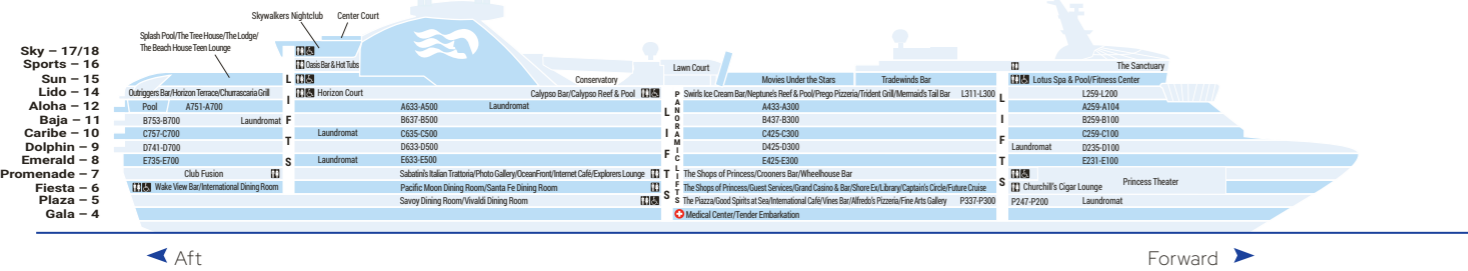 Skywalkers Nightclub
Center Court
Splash Pool/The Tree House/The Lodge/
The Beach House Teen Lounge
Sky – 17/18
Sports – 16
Oasis Bar & Hot Tubs
Lawn Court
The Sanctuary
Sun – 15
Conservatory
Movies Under the Stars
Tradewinds Bar
Lotus Spa & Pool/Fitness Center
Lido – 14
Outriggers Bar/Horizon Terrace/Churrascaria Grill
Horizon Court
Calypso Bar/Calypso Reef & Pool
Swirls Ice Cream Bar/Neptune's Reef & Pool/Prego Pizzeria/Trident Grill/Mermaid's Tail Bar
L311-L300
L259-L200
Aloha – 12
Pool
A751-A700
A633-A500
Laundromat
A433-A300
A259-A104
Baja – 11
B753-B700
Laundromat
B637-B500
B437-B300
B259-B100
Caribe – 10
C757-C700
Laundromat
C635-C500
C425-C300
C259-C100
Dolphin – 9
D741-D700
D633-D500
D425-D300
Laundromat
D235-D100
Emerald – 8
E735-E700
Laundromat
E633-E500
E425-E300
E231-E100
Promenade – 7
Club Fusion
Sabatini's Italian Trattoria/Photo Gallery/OceanFront/Internet Café/Explorers Lounge
The Shops of Princess/Crooners Bar/Wheelhouse Bar
Princess Theater
Fiesta – 6
Wake View Bar/International Dining Room
Pacific Moon Dining Room/Santa Fe Dining Room
The Shops of Princess/Guest Services/Grand Casino & Bar/Shore Ex/Library/Captain's Circle/Future Cruise
Churchill's Cigar Lounge
Plaza – 5
Savoy Dining Room/Vivaldi Dining Room
The Piazza/Good Spirits at Sea/International Café/Vines Bar/Alfredo's Pizzeria/Fine Arts Gallery
P337-P300
P247-P200
Laundromat
Gala – 4
Medical Center/Tender Embarkation
LIFTS
LIFTS
PANORAMIC LIFTS
LIFTS
Aft
Forward